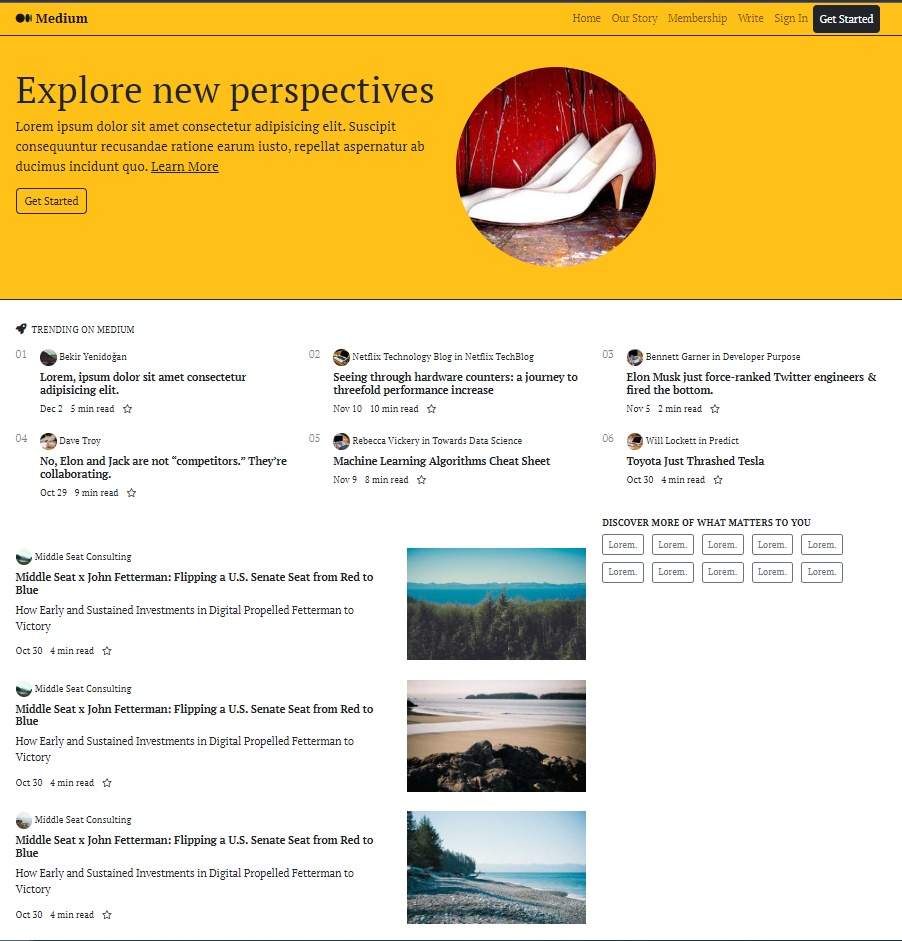 Medium
Home Our Story Membership Write Sign In Get Started
Explore new perspectives
Lorem ipsum dolor sit amet consectetur adipisicing elit. Suscipit
consequuntur recusandae ratione earum iusto, repellat aspernatur ab
ducimus incidunt quo. Learn More
Get Started
TRENDING ON MEDIUM
01 Bekir Yenidoğan
Lorem, ipsum dolor sit amet consectetur
adipisicing elit.
Dec 2 5 min read
02 Netflix Technology Blog in Netflix TechBlog
Seeing through hardware counters: a journey to
threefold performance increase
Nov 10 10 min read
03 Bennett Garner in Developer Purpose
Elon Musk just force-ranked Twitter engineers &
fired the bottom.
Nov 5 2 min read
04 Dave Troy
No, Elon and Jack are not “competitors.” They’re
collaborating.
Oct 29 9 min read
05 Rebecca Vickery in Towards Data Science
Machine Learning Algorithms Cheat Sheet
Nov 9 8 min read
06 Will Lockett in Predict
Toyota Just Thrashed Tesla
Oct 30 4 min read
DISCOVER MORE OF WHAT MATTERS TO YOU
Lorem. Lorem. Lorem. Lorem. Lorem.
Lorem. Lorem. Lorem. Lorem. Lorem.
Middle Seat Consulting
Middle Seat x John Fetterman: Flipping a U.S. Senate Seat from Red to
Blue
How Early and Sustained Investments in Digital Propelled Fetterman to
Victory
Oct 30 4 min read
Middle Seat Consulting
Middle Seat x John Fetterman: Flipping a U.S. Senate Seat from Red to
Blue
How Early and Sustained Investments in Digital Propelled Fetterman to
Victory
Oct 30 4 min read
Middle Seat Consulting
Middle Seat x John Fetterman: Flipping a U.S. Senate Seat from Red to
Blue
How Early and Sustained Investments in Digital Propelled Fetterman to
Victory
Oct 30 4 min read